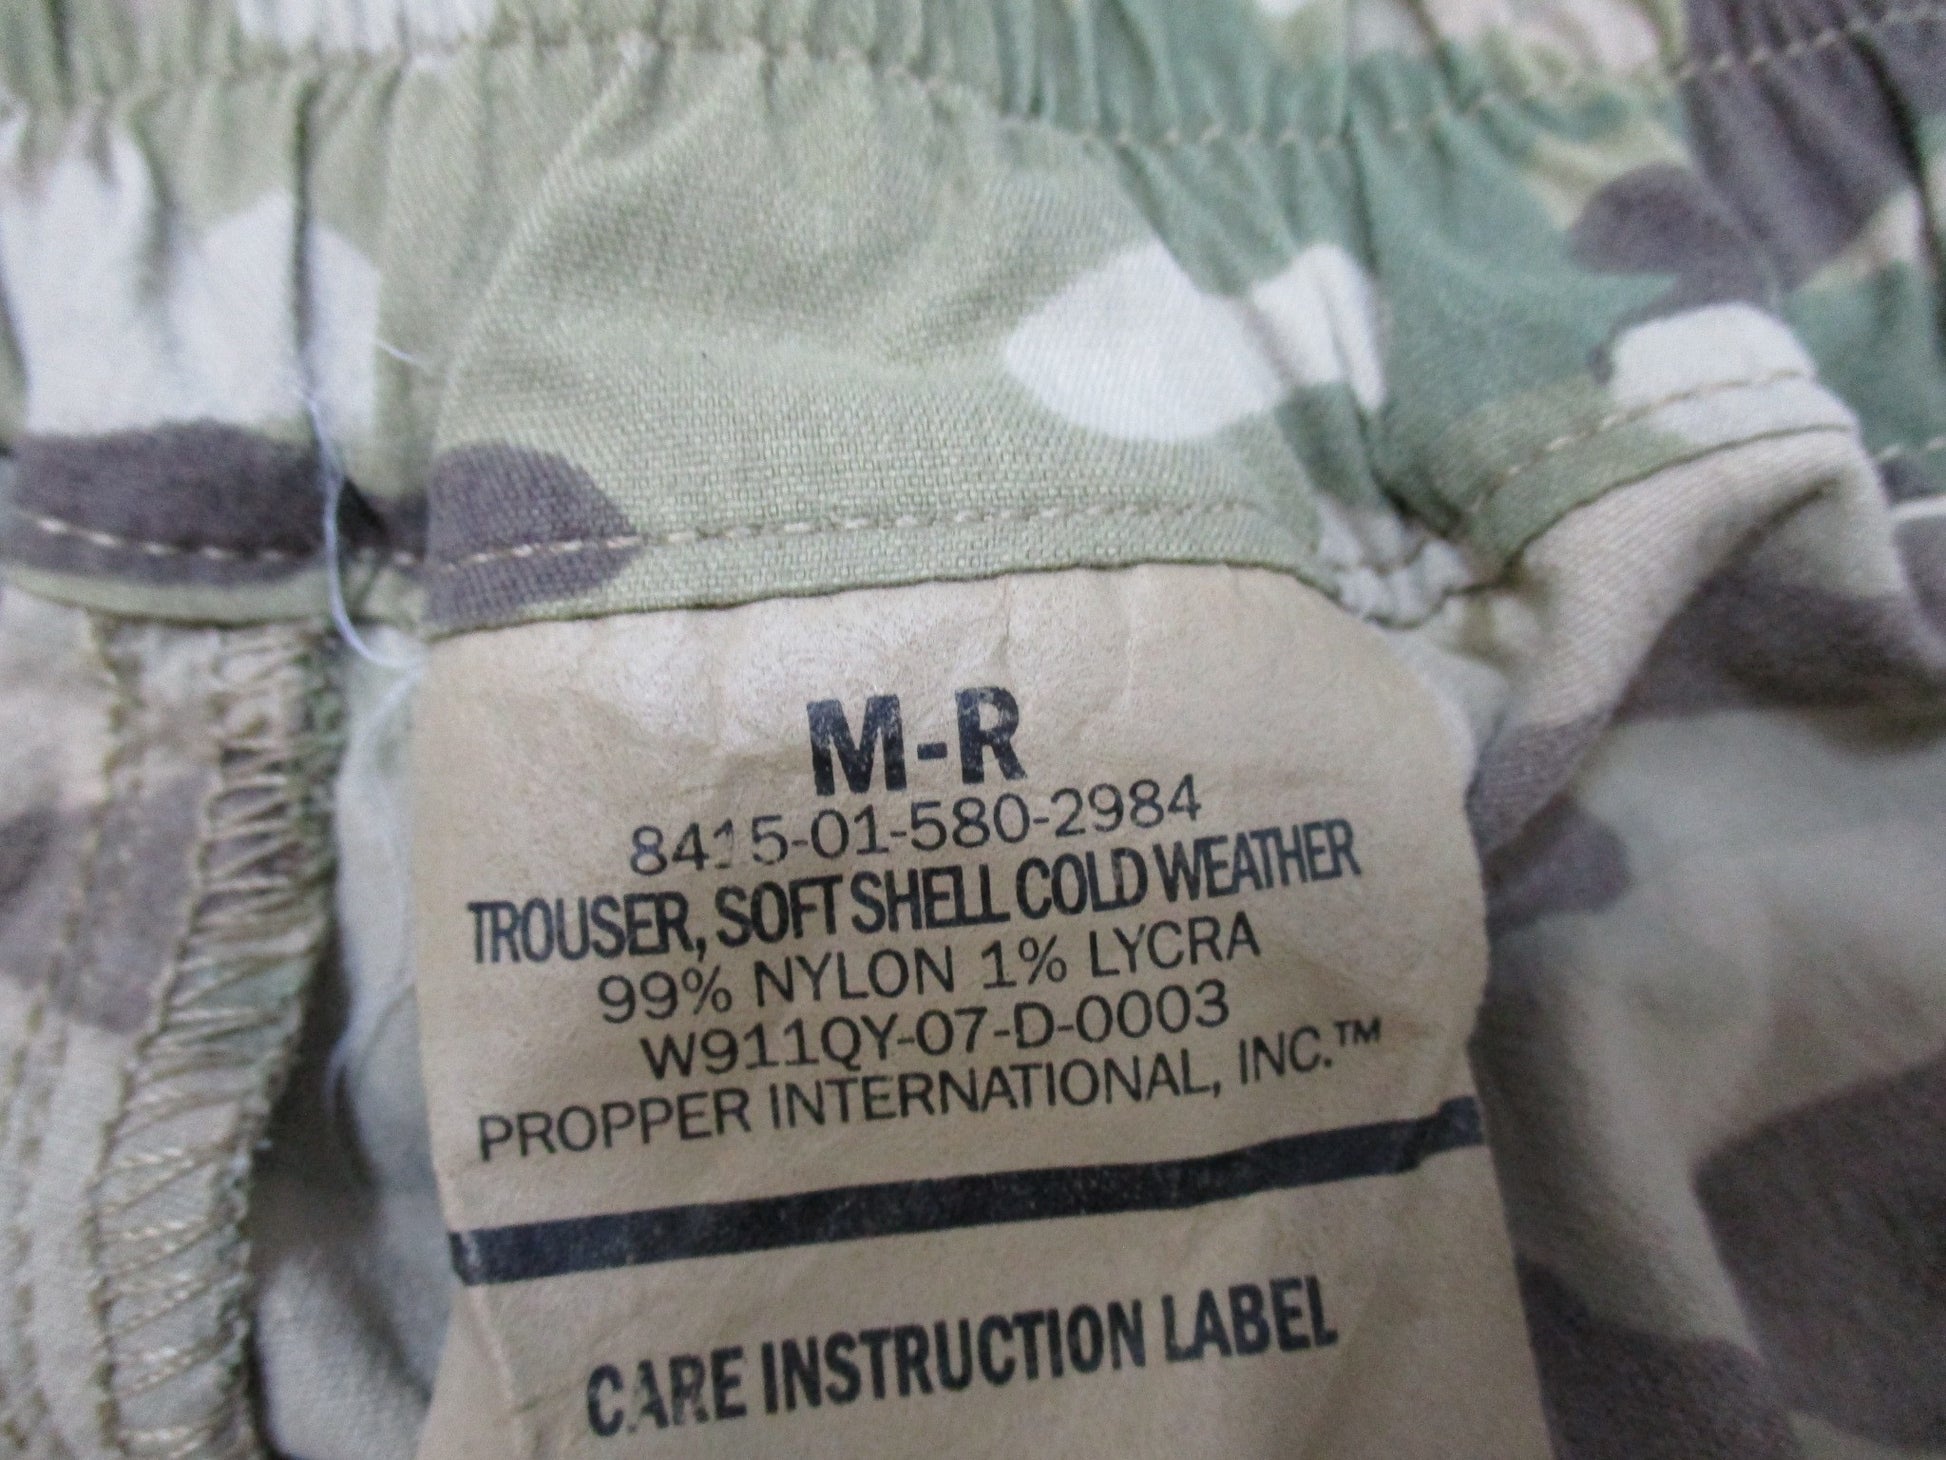 M-R
8415-01-580-2984
TROUSER, SOFT SHELL COLD WEATHER
99% NYLON 1% LYCRA
W911QY-07-D-0003
PROPPER INTERNATIONAL, INC.™
CARE INSTRUCTION LABEL